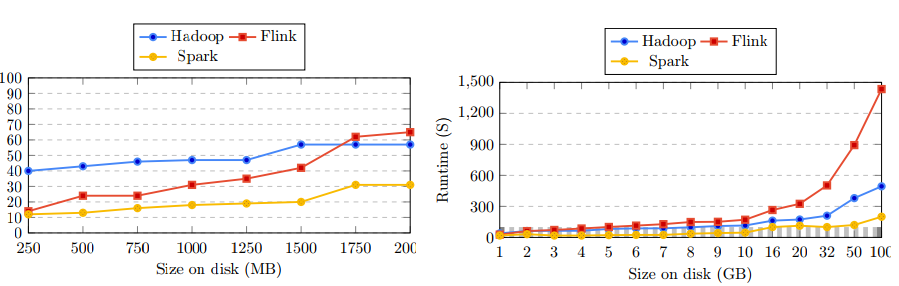 Hadoop Flink
Spark
100
90
80
70
60
50
40
30
20
10
0
250 500 750 1000 1250 1500 1750 200
Size on disk (MB)
Hadoop Flink
Spark
1,500
1,200
900
600
300
0
Runtime (S)
1 2 3 4 5 6 7 8 9 10 16 20 32 50 100
Size on disk (GB)